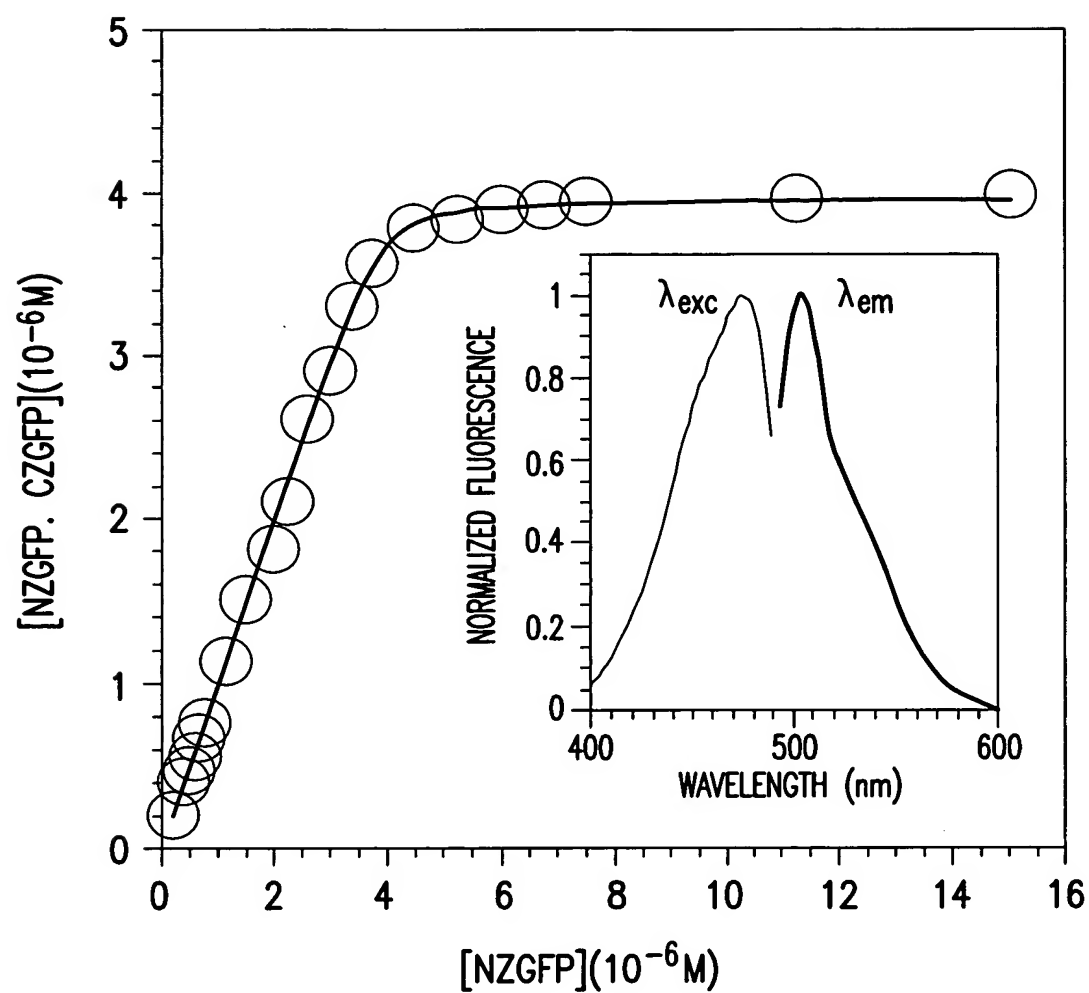 5
4
3
2
1
0
[NZGFP. CZGFP](10⁻⁶M)
0 2 4 6 8 10 12 14 16
[NZGFP](10⁻⁶M)
λexc λem
1
0.8
0.6
0.4
0.2
0
NORMALIZED FLUORESCENCE
400 500 600
WAVELENGTH (nm)